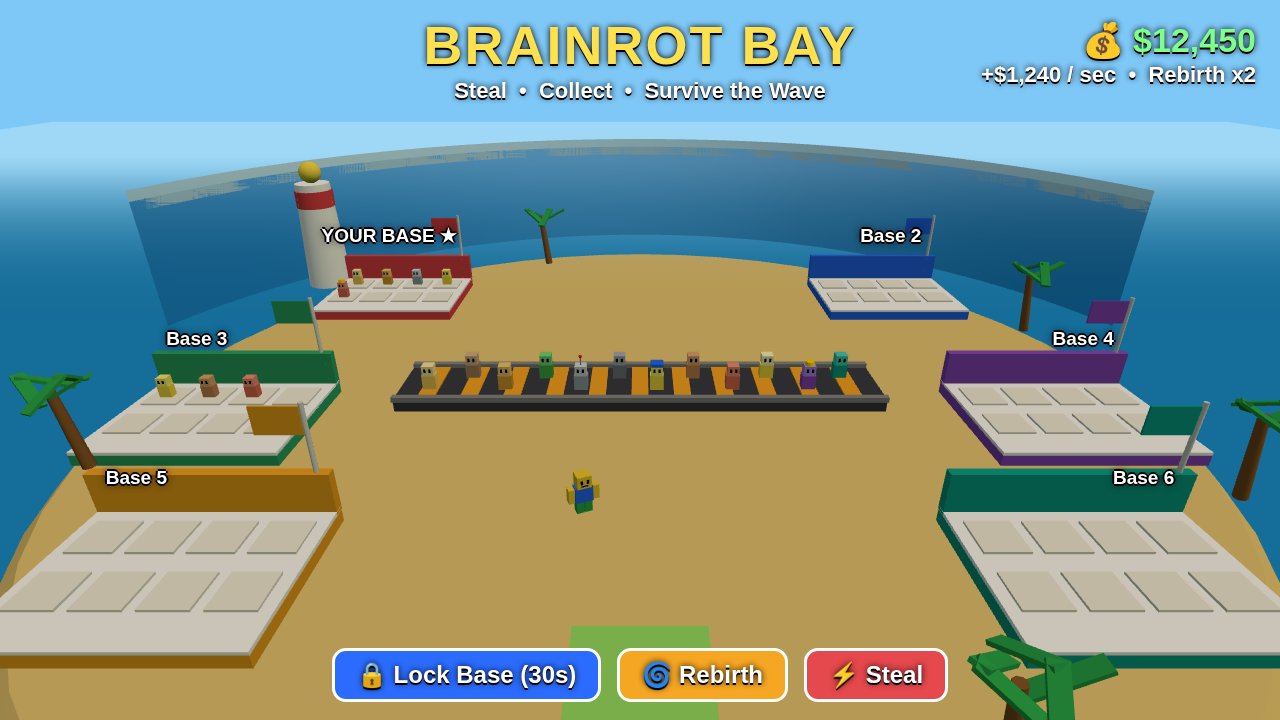 BRAINROT BAY
Steal • Collect • Survive the Wave
$12,450
+$1,240 / sec • Rebirth x2
YOUR BASE ★
Base 2
Base 3
Base 4
Base 5
Base 6
Lock Base (30s)
Rebirth
Steal